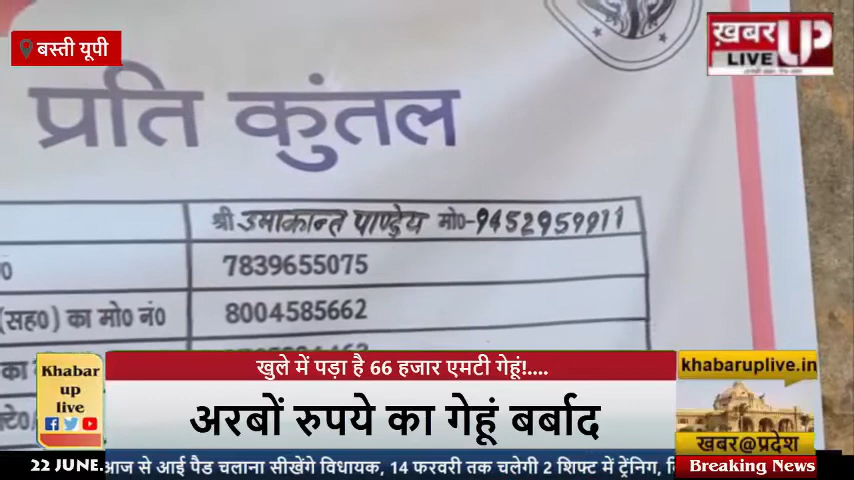 बस्ती यूपी
ख़बर UP
LIVE
प्रति कुंतल
श्री उमाकान्त पाण्डेय मो0-9452959911
7839655075
(सह0) का मो0 नं0 8004585662
Khabar
up
live
खुले में पड़ा है 66 हजार एमटी गेहूं!....
अरबों रुपये का गेहूं बर्बाद
khabaruplive.in
खबर@प्रदेश
22 JUNE. आज से आई पैड चलाना सीखेंगे विधायक, 14 फरवरी तक चलेगी 2 शिफ्ट में ट्रेंनिग,
Breaking News